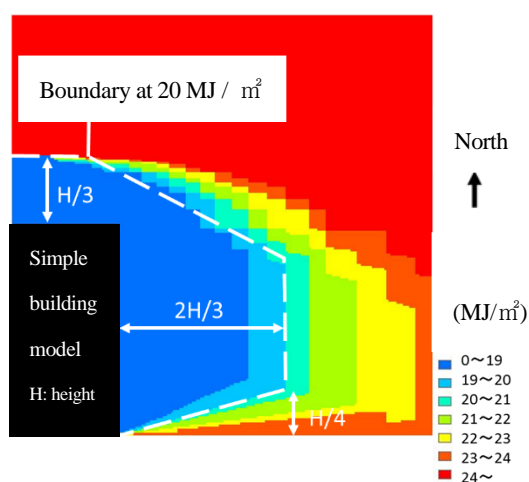 Boundary at 20 MJ / ㎡
North
H/3
Simple
building
model
H: height
2H/3
H/4
(MJ/㎡)
0～19
19～20
20～21
21～22
22～23
23～24
24～